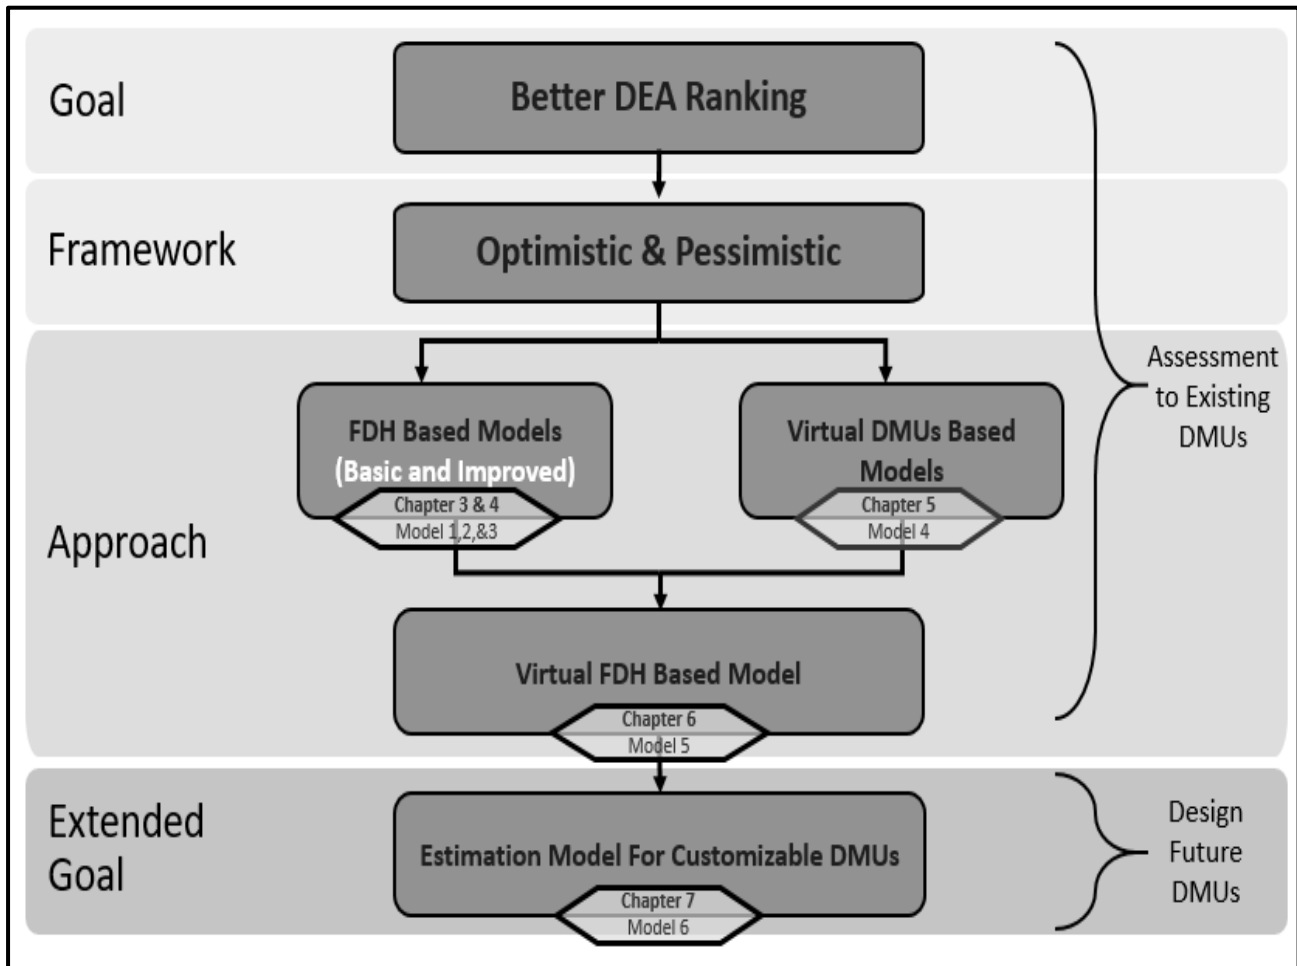 Goal
Better DEA Ranking
Framework
Optimistic & Pessimistic
Assessment
to Existing
DMUs
Approach
FDH Based Models
(Basic and Improved)
Chapter 3 & 4
Model 1,2,&3
Virtual DMUs Based
Models
Chapter 5
Model 4
Virtual FDH Based Model
Chapter 6
Model 5
Extended
Goal
Estimation Model For Customizable DMUs
Chapter 7
Model 6
Design
Future
DMUs